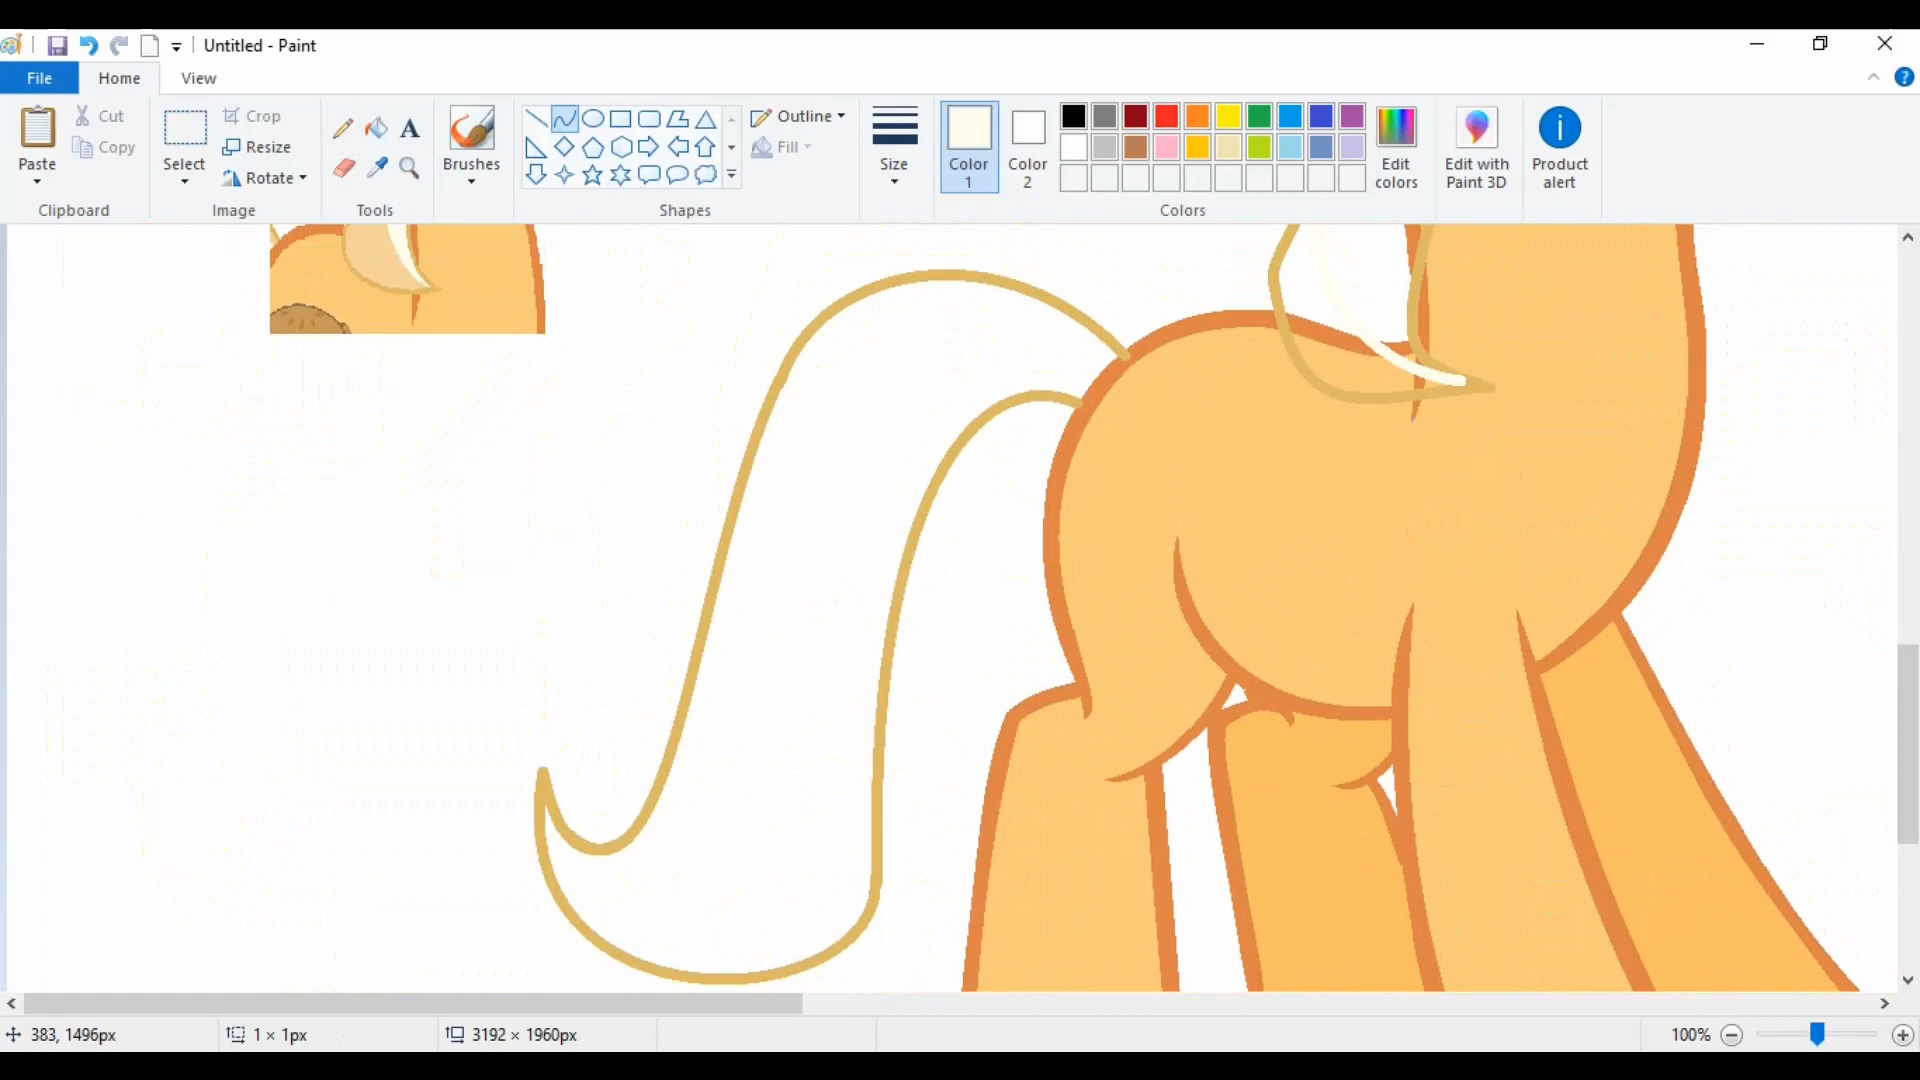 Untitled - Paint
File
Home
View
Paste
Cut
Copy
Clipboard
Select
Crop
Resize
Rotate
Image
A
Tools
Brushes
Shapes
Outline
Fill
Size
Color
1
Color
2
Colors
Edit
colors
Edit with
Paint 3D
Product
alert
383, 1496px
1 × 1px
3192 × 1960px
100%